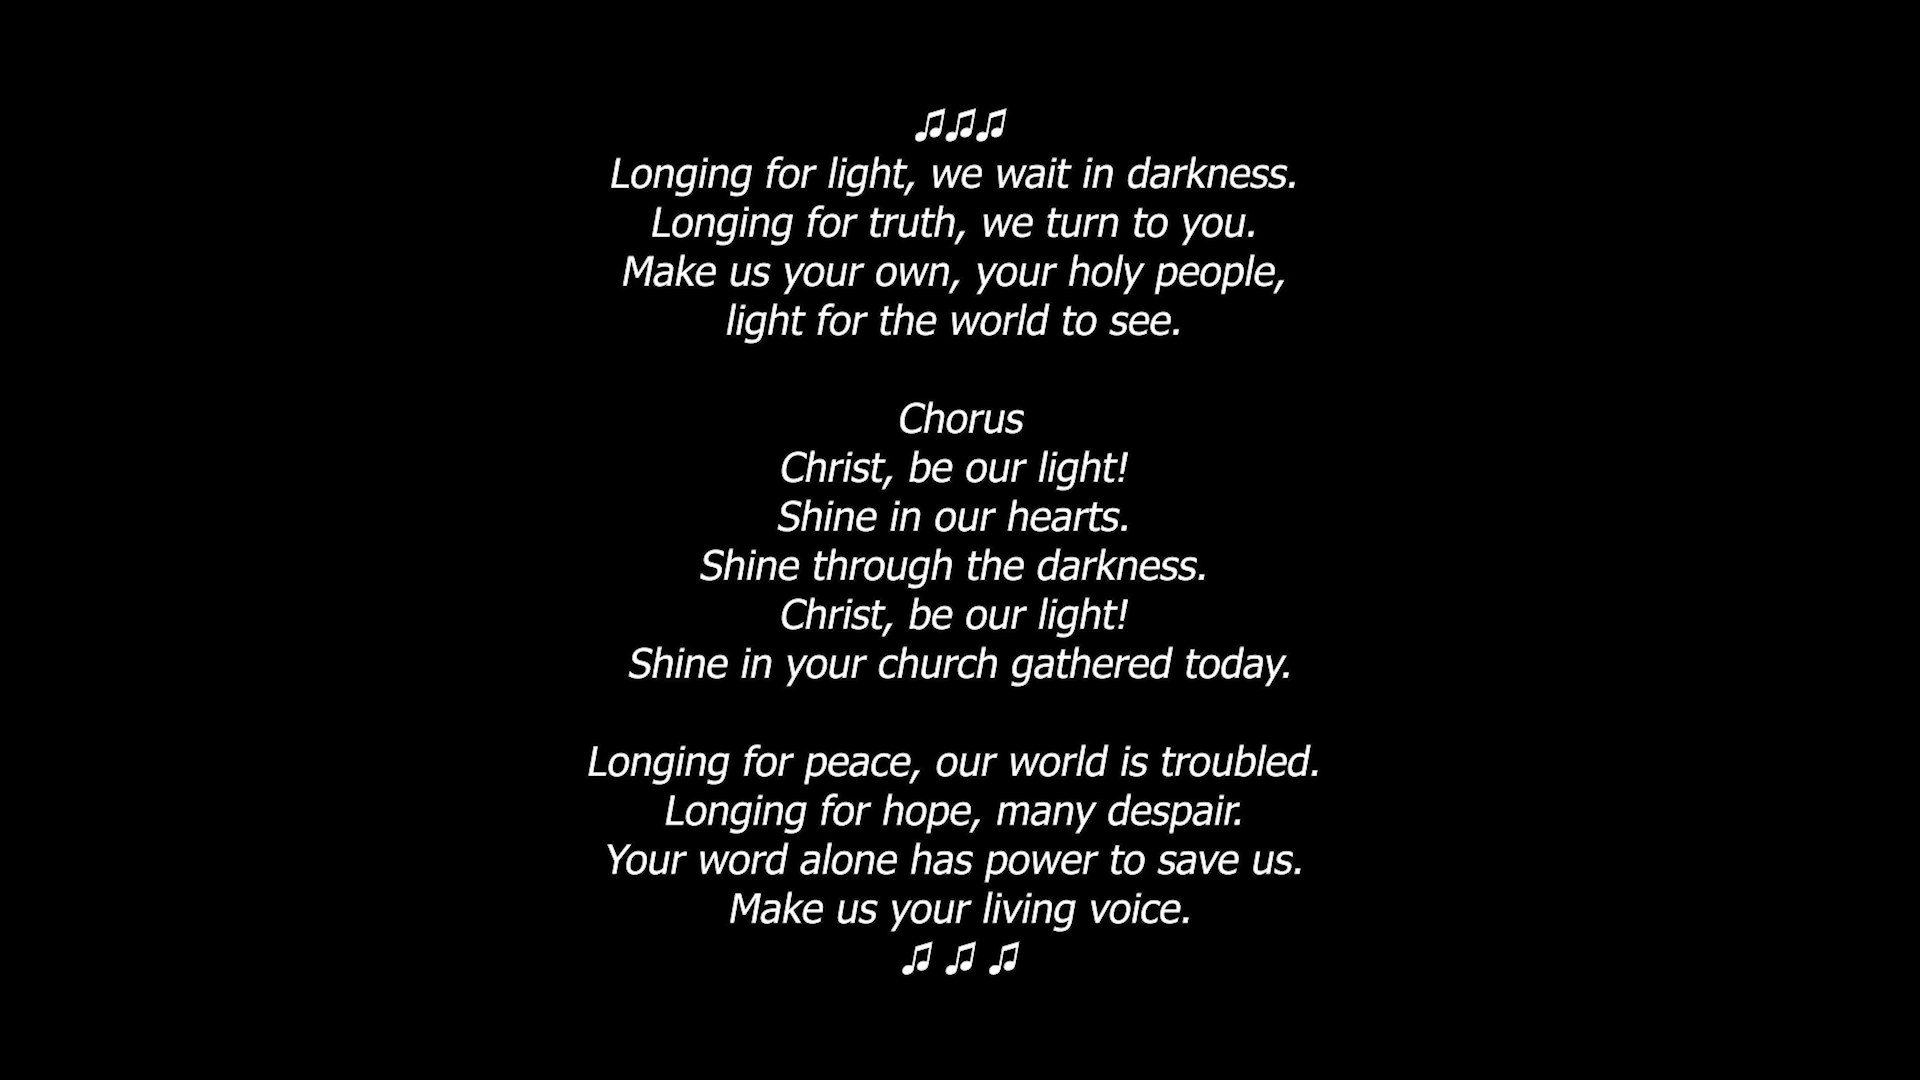 ♫♫♫
Longing for light, we wait in darkness.
Longing for truth, we turn to you.
Make us your own, your holy people,
light for the world to see.
Chorus
Christ, be our light!
Shine in our hearts.
Shine through the darkness.
Christ, be our light!
Shine in your church gathered today.
Longing for peace, our world is troubled.
Longing for hope, many despair.
Your word alone has power to save us.
Make us your living voice.
♫ ♫ ♫